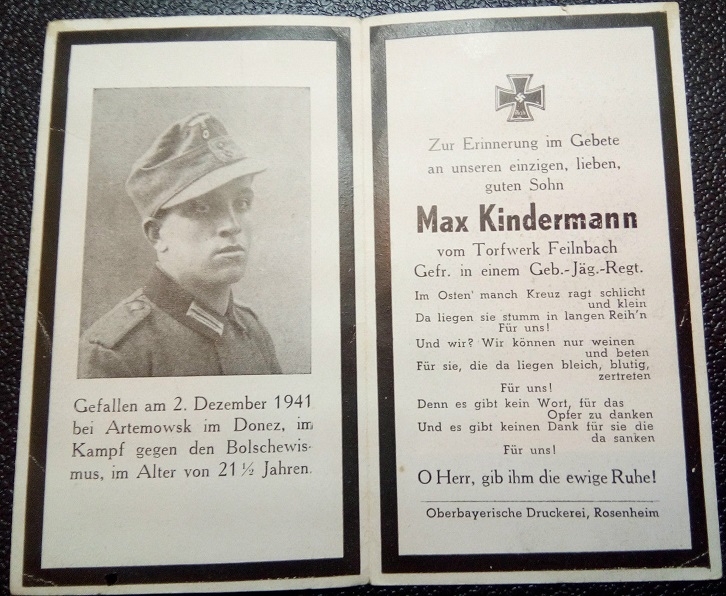 Gefallen am 2. Dezember 1941
bei Artemowsk im Donez, im
Kampf gegen den Bolschewis-
mus, im Alter von 21 ½ Jahren.
Zur Erinnerung im Gebete
an unseren einzigen, lieben,
guten Sohn
Max Kindermann
vom Torfwerk Feilnbach
Gefr. in einem Geb.-Jäg.-Regt.
Im Osten' manch Kreuz ragt schlicht
und klein
Da liegen sie stumm in langen Reih'n
Für uns!
Und wir? Wir können nur weinen
und beten
Für sie, die da liegen bleich, blutig,
zertreten
Für uns!
Denn es gibt kein Wort, für das
Opfer zu danken
Und es gibt keinen Dank für sie die
da sanken
Für uns!
O Herr, gib ihm die ewige Ruhe!
Oberbayerische Druckerei, Rosenheim